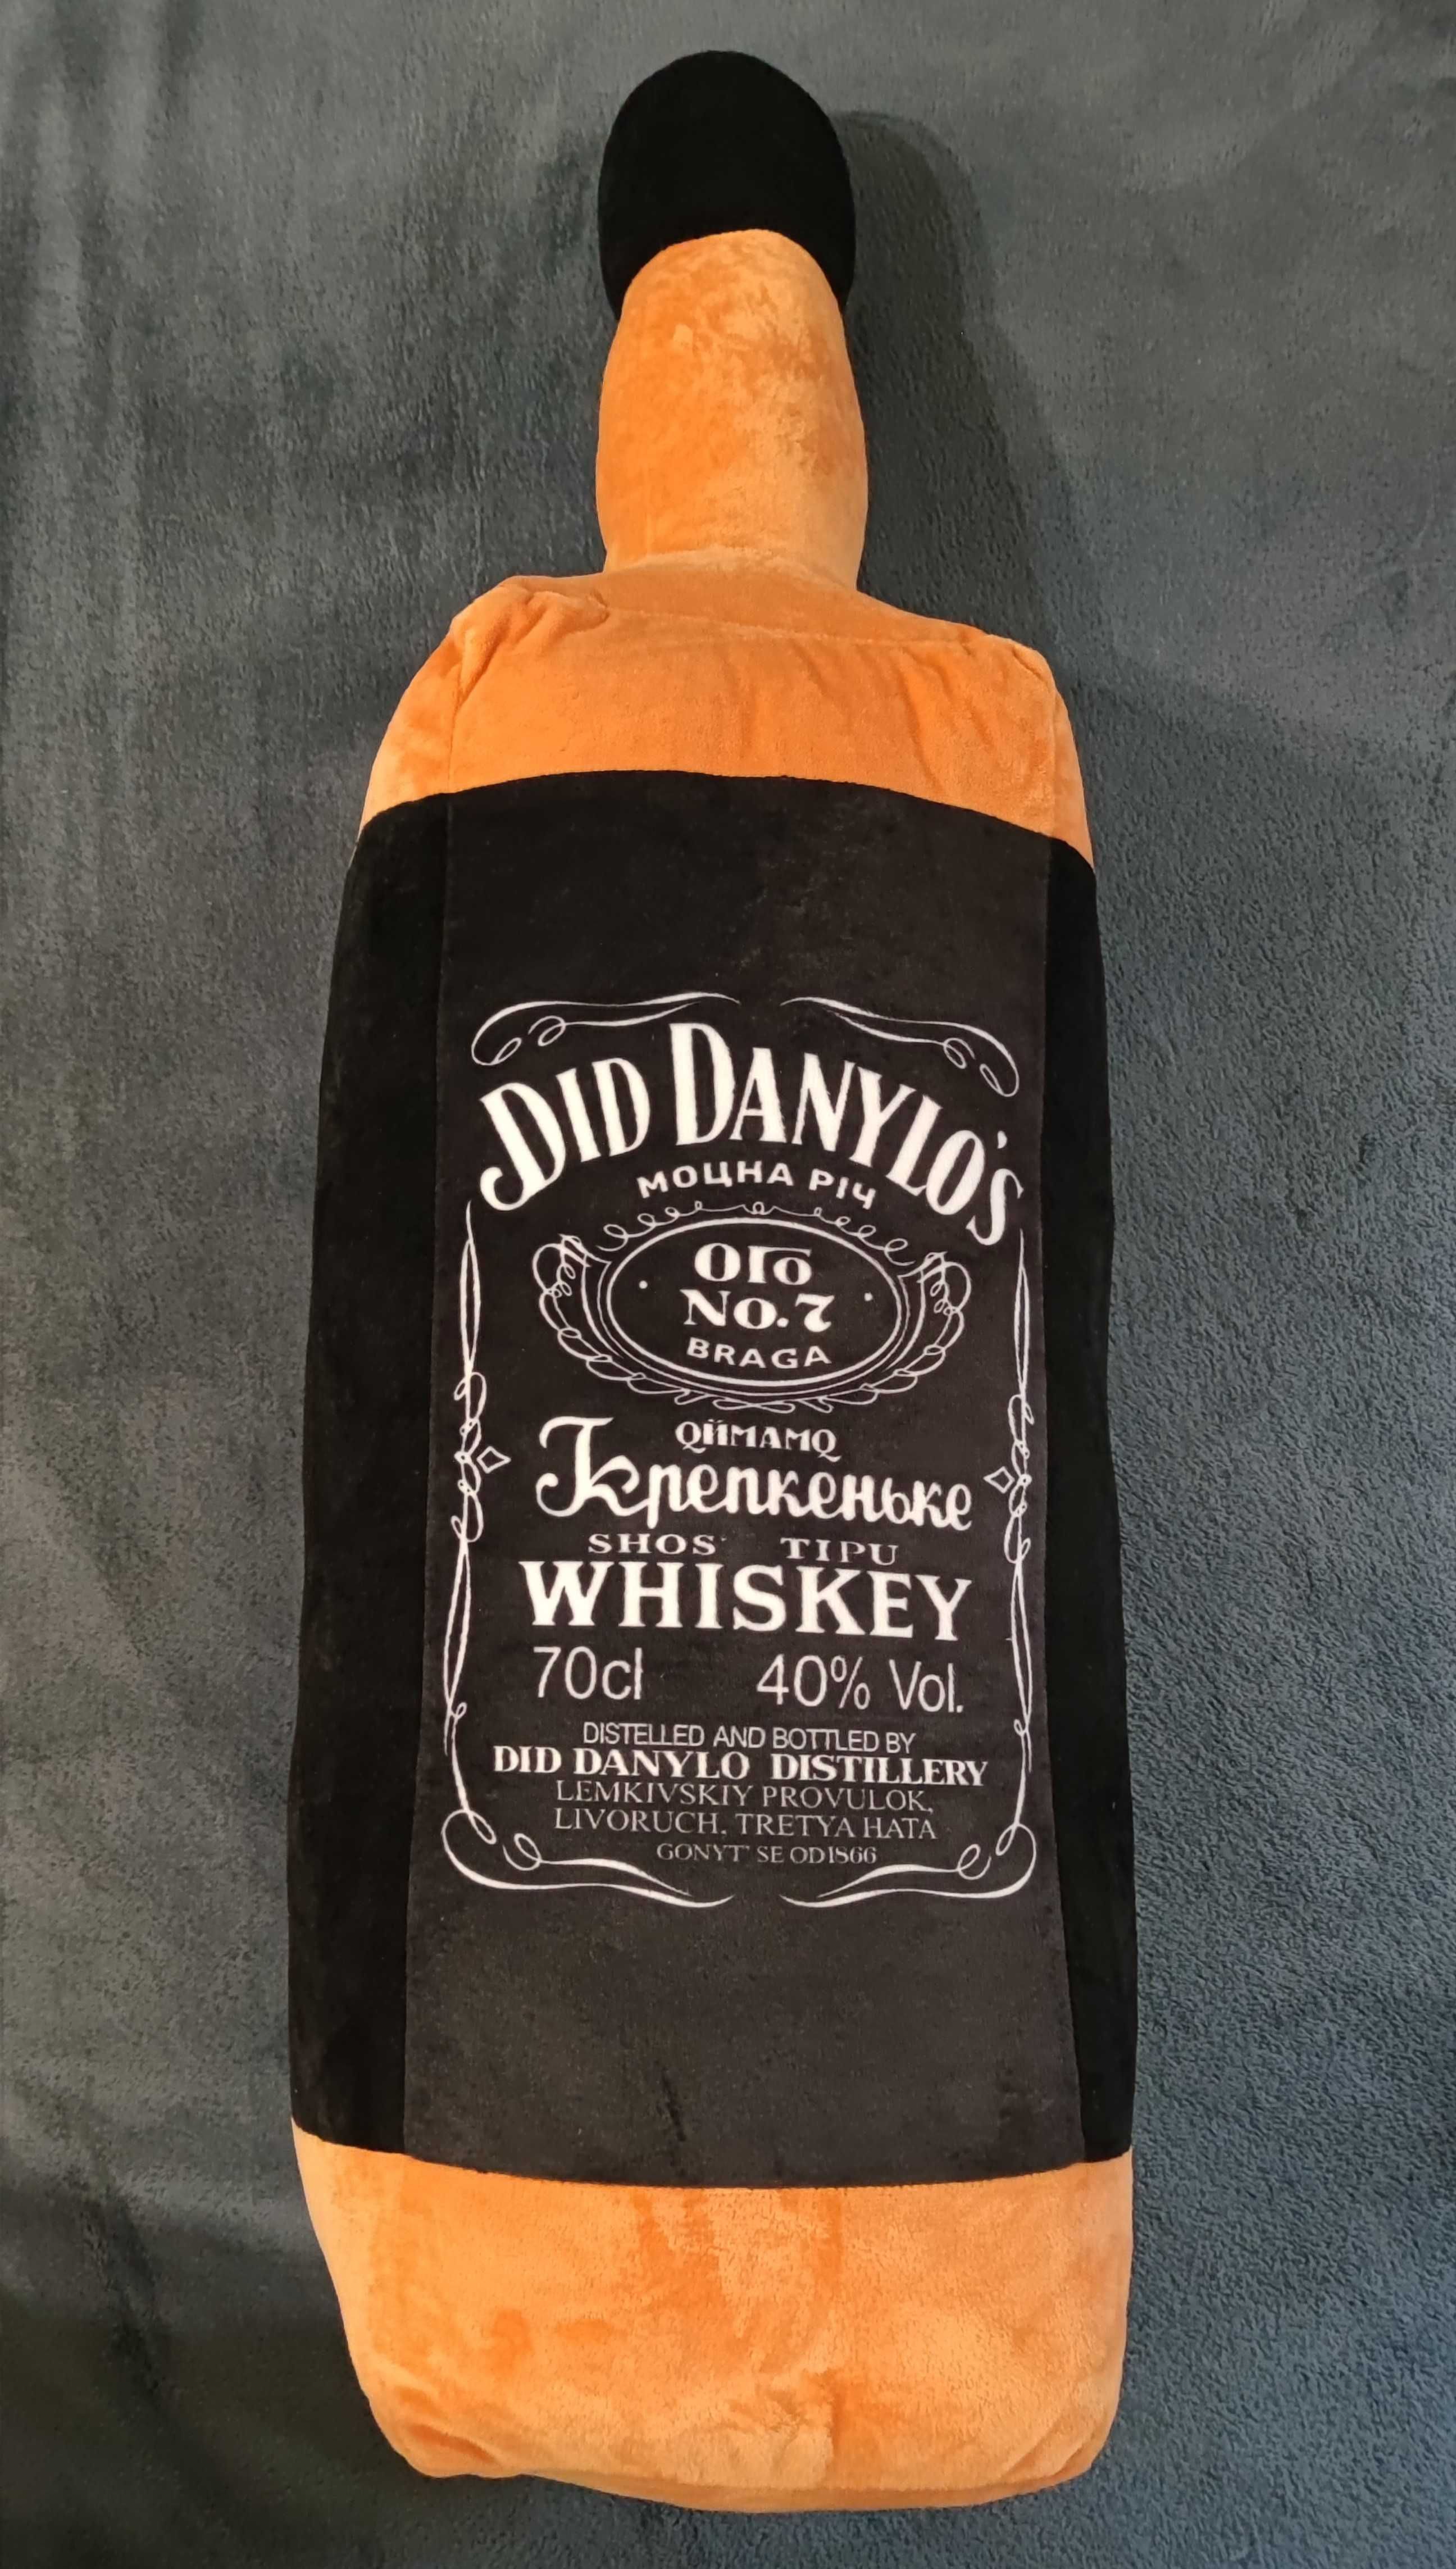 DID DANYLO'S
МОЦНА РІЧ
ОГО
No.7
BRAGA
QЙМАМQ
Крепкеньке
SHOS' TIPU
WHISKEY
70cl 40% Vol.
DISTELLED AND BOTTLED BY
DID DANYLO DISTILLERY
LEMKIVSKIY PROVULOK,
LIVORUCH. TRETYA HATA
GONYT' SE OD 1866